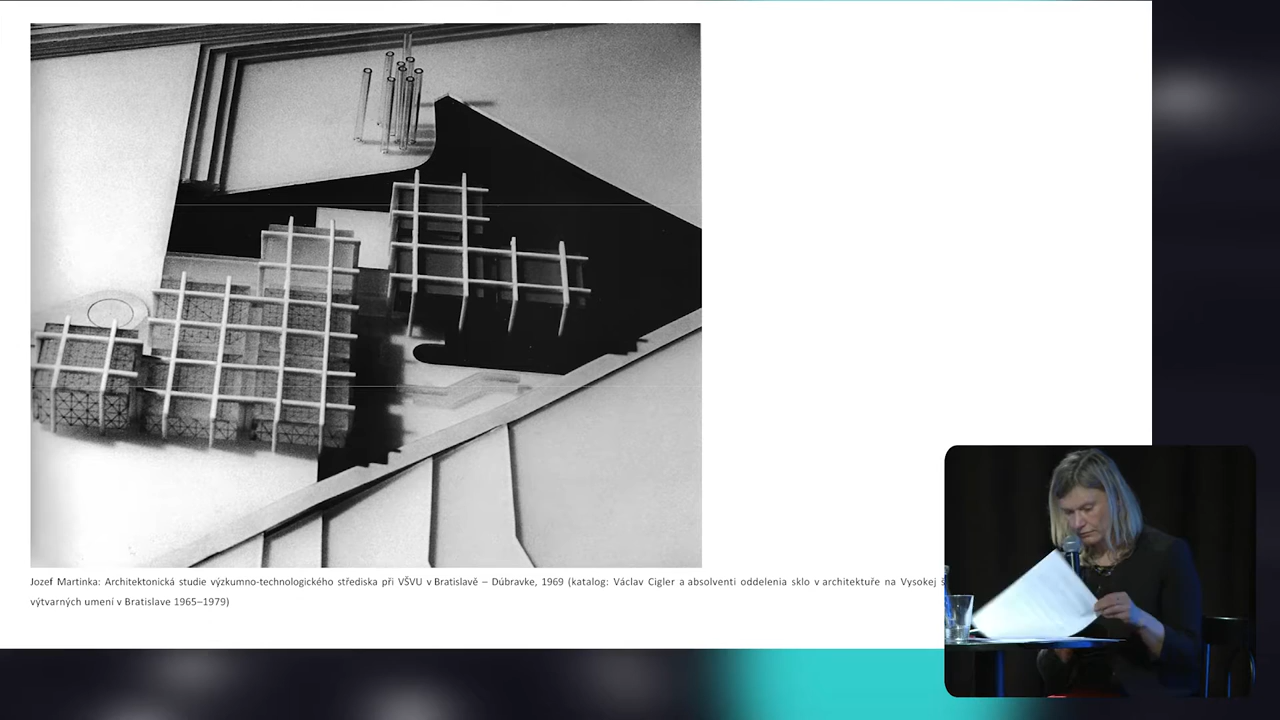 Jozef Martinka: Architektonická studie výzkumno-technologického střediska při VŠVU v Bratislavě – Dúbravke, 1969 (katalog: Václav Cigler a absolventi oddelenia sklo v architektuře na Vysokej
výtvarných umení v Bratislave 1965–1979)